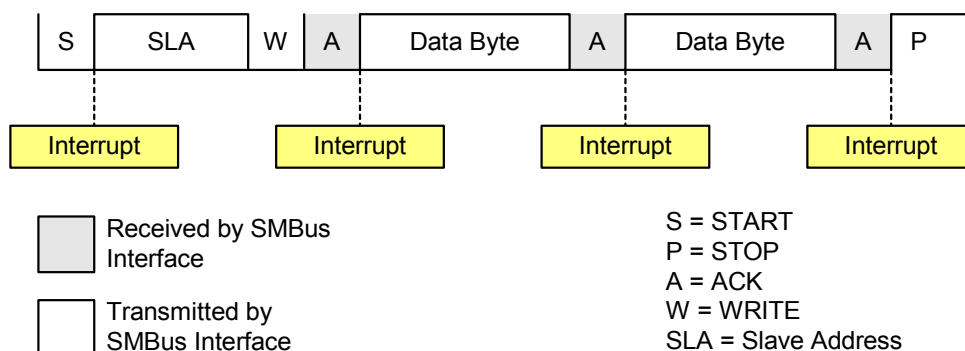 S SLA W A Data Byte A Data Byte A P
Interrupt Interrupt Interrupt Interrupt
Received by SMBus
Interface
Transmitted by
SMBus Interface
S = START
P = STOP
A = ACK
W = WRITE
SLA = Slave Address